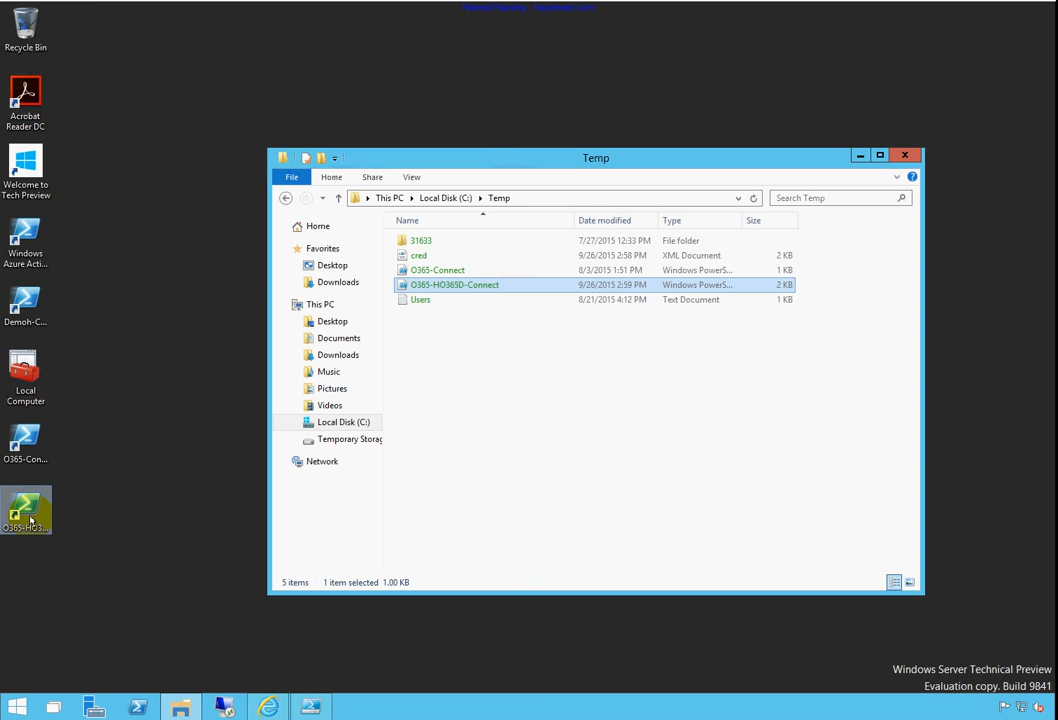 Recycle Bin
Acrobat
Reader DC
Welcome to
Tech Preview
Windows
Azure Acti...
Demoh-C...
Local
Computer
O365-Con...
O365-HO3...
Temp
File Home Share View
This PC Local Disk (C:) Temp
Search Temp
Name Date modified Type Size
31633 7/27/2015 12:33 PM File folder
cred 9/26/2015 2:58 PM XML Document 2 KB
O365-Connect 8/3/2015 1:51 PM Windows PowerS... 1 KB
O365-HO365D-Connect 9/26/2015 2:59 PM Windows PowerS... 2 KB
Users 8/21/2015 4:12 PM Text Document 1 KB
Home
Favorites
Desktop
Downloads
This PC
Desktop
Documents
Downloads
Music
Pictures
Videos
Local Disk (C:)
Temporary Storag
Network
5 items 1 item selected 1.00 KB
Windows Server Technical Preview
Evaluation copy. Build 9841